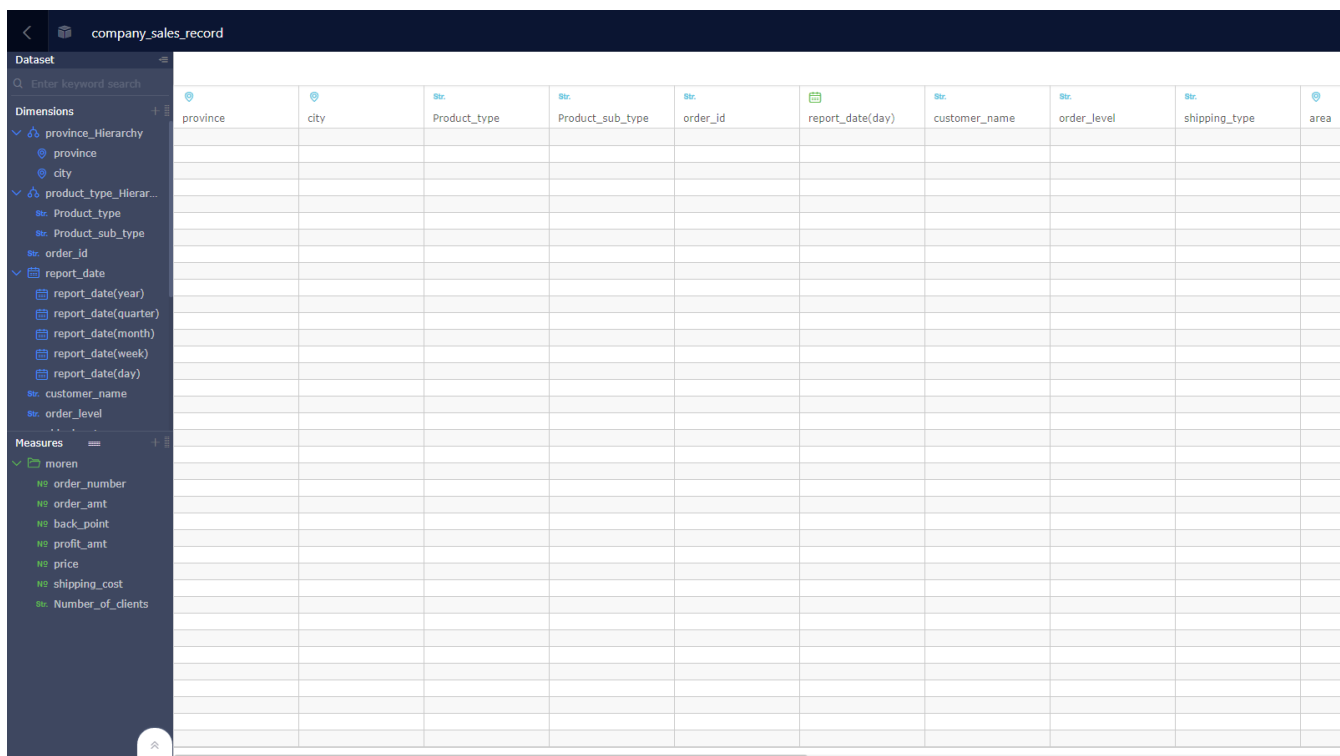 company_sales_record
Dataset
Enter keyword search
Dimensions
province_Hierarchy
province
city
product_type_Hierar...
Str. Product_type
Str. Product_sub_type
Str. order_id
report_date
report_date(year)
report_date(quarter)
report_date(month)
report_date(week)
report_date(day)
Str. customer_name
Str. order_level
Measures
moren
Nº order_number
Nº order_amt
Nº back_point
Nº profit_amt
Nº price
Nº shipping_cost
Str. Number_of_clients
Str. Str. Str. Str. Str. Str.
province city Product_type Product_sub_type order_id report_date(day) customer_name order_level shipping_type area